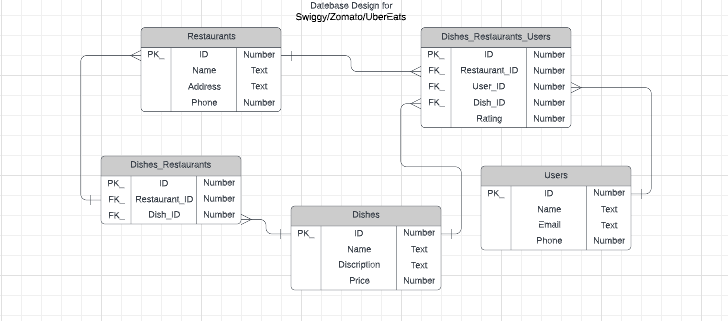 Datebase Design for
Swiggy/Zomato/UberEats
Restaurants
PK_ ID Number
Name Text
Address Text
Phone Number
Dishes_Restaurants_Users
PK_ ID Number
FK_ Restaurant_ID Number
FK_ User_ID Number
FK_ Dish_ID Number
Rating Number
Dishes_Restaurants
PK_ ID Number
FK_ Restaurant_ID Number
FK_ Dish_ID Number
Users
PK_ ID Number
Name Text
Email Text
Phone Number
Dishes
PK_ ID Number
Name Text
Discription Text
Price Number